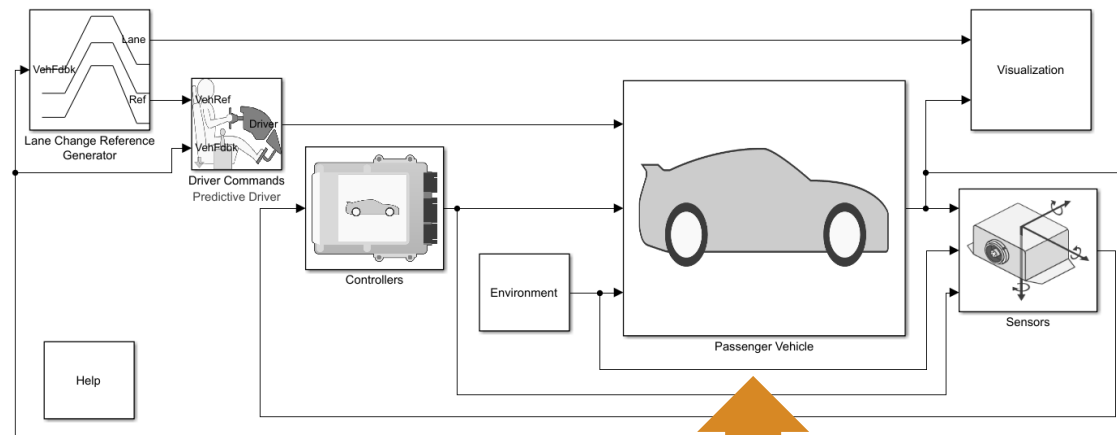 Lane
VehFdbk
Ref
Lane Change Reference
Generator
VehRef
Driver
VehFdbk
Driver Commands
Predictive Driver
Controllers
Environment
Passenger Vehicle
Visualization
Sensors
Help